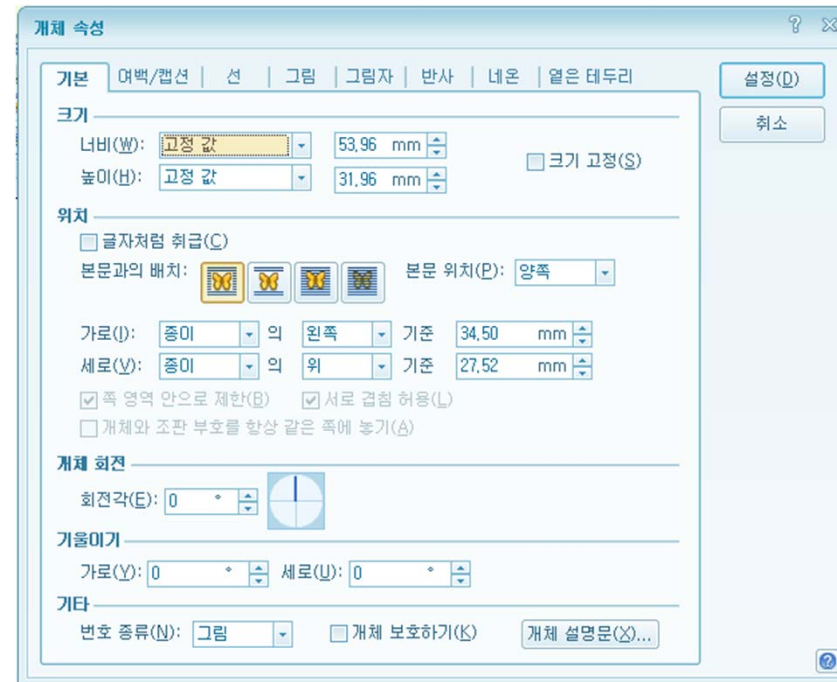 개체 속성
기본 여백/캡션 선 그림 그림자 반사 네온 옅은 테두리
설정(D)
취소
크기
너비(W): 고정 값 53.96 mm
높이(H): 고정 값 31.96 mm
크기 고정(S)
위치
글자처럼 취급(C)
본문과의 배치: 본문 위치(P): 양쪽
가로(I): 종이 의 왼쪽 기준 34.50 mm
세로(V): 종이 의 위 기준 27.52 mm
쪽 영역 안으로 제한(B) 서로 겹침 허용(L)
개체와 조판 부호를 항상 같은 쪽에 놓기(A)
개체 회전
회전각(E): 0 °
기울이기
가로(Y): 0 ° 세로(U): 0 °
기타
번호 종류(N): 그림 개체 보호하기(K) 개체 설명문(X)...